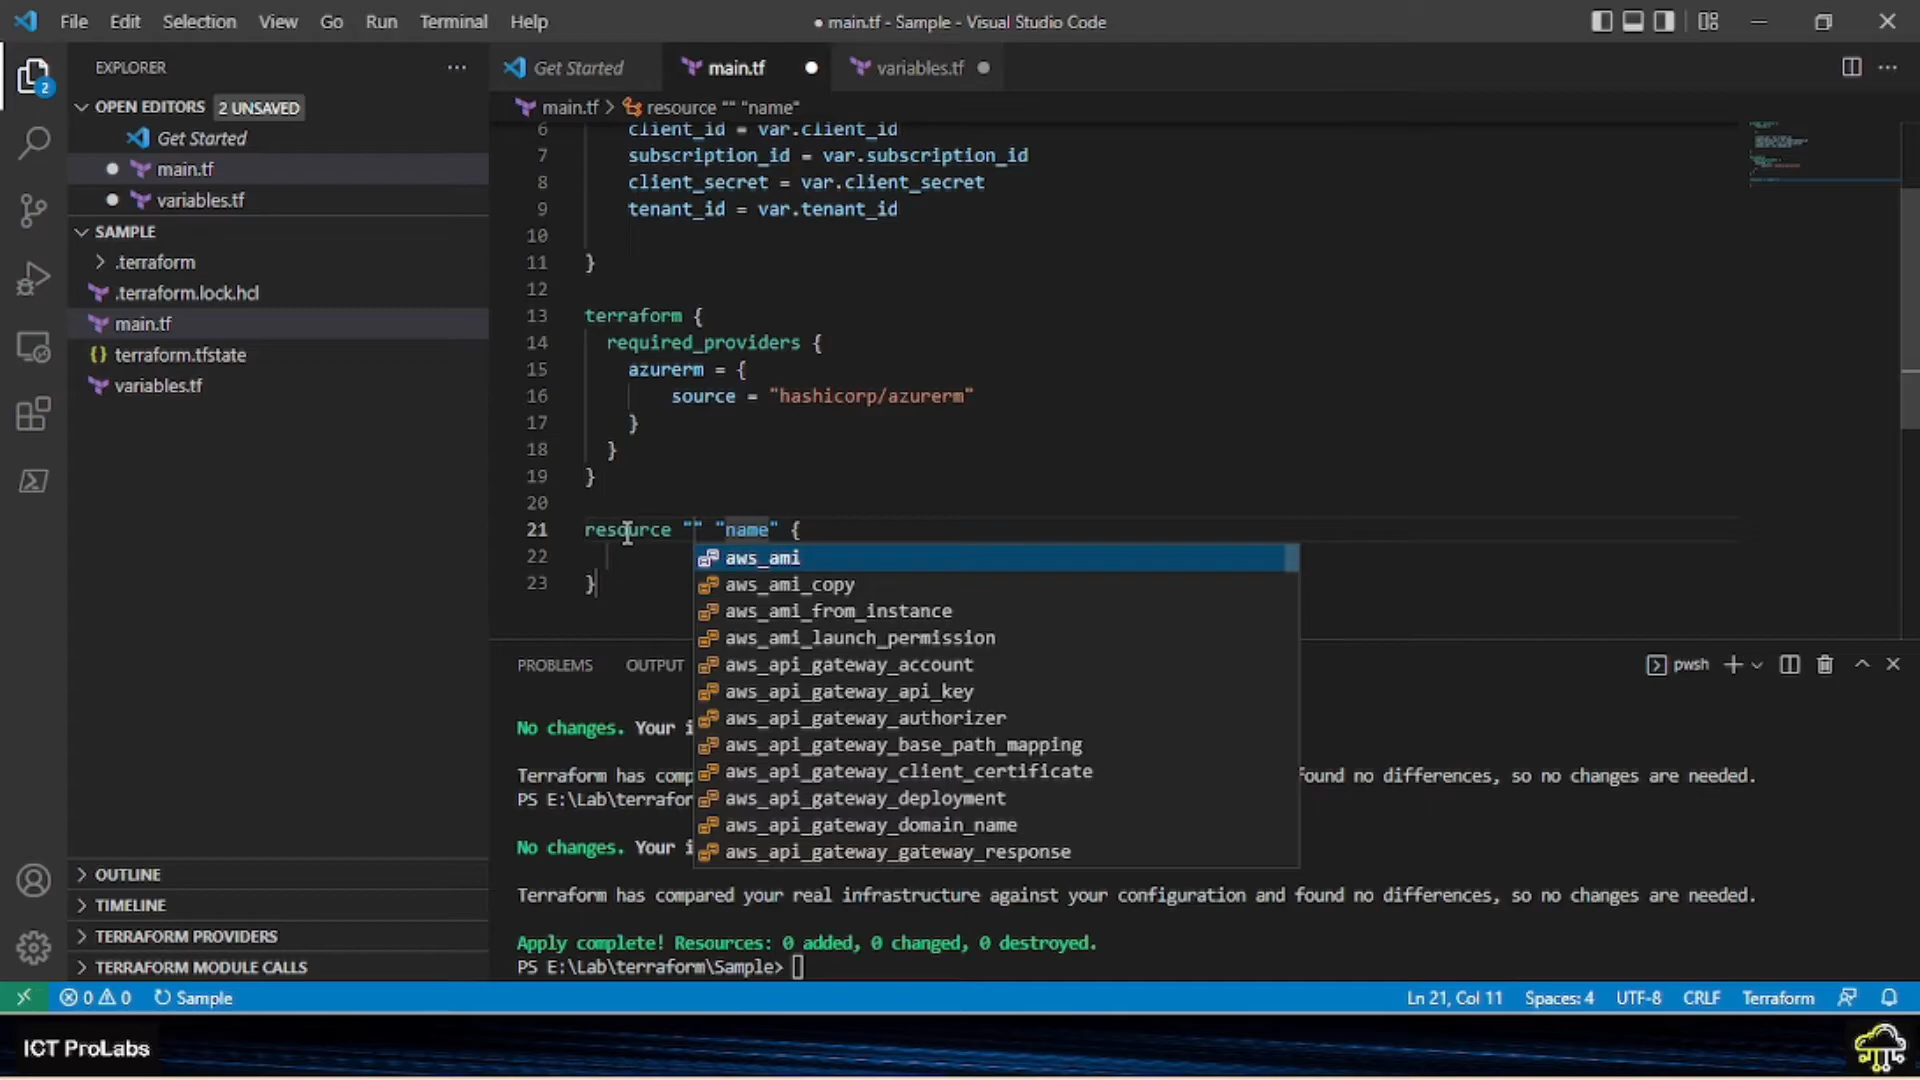 File Edit Selection View Go Run Terminal Help
● main.tf - Sample - Visual Studio Code
EXPLORER
Get Started
main.tf
variables.tf
OPEN EDITORS 2 UNSAVED
main.tf > resource "" "name"
Get Started
main.tf
variables.tf
SAMPLE
.terraform
.terraform.lock.hcl
main.tf
terraform.tfstate
variables.tf
6 client_id = var.client_id
7 subscription_id = var.subscription_id
8 client_secret = var.client_secret
9 tenant_id = var.tenant_id
10
11 }
12
13 terraform {
14 required_providers {
15 azurerm = {
16 source = "hashicorp/azurerm"
17 }
18 }
19 }
20
21 resource "" "name" {
22
23 }
aws_ami
aws_ami_copy
aws_ami_from_instance
aws_ami_launch_permission
aws_api_gateway_account
aws_api_gateway_api_key
aws_api_gateway_authorizer
aws_api_gateway_base_path_mapping
aws_api_gateway_client_certificate
aws_api_gateway_deployment
aws_api_gateway_domain_name
aws_api_gateway_gateway_response
PROBLEMS OUTPUT
pwsh
No changes. Your i
Terraform has comp found no differences, so no changes are needed.
PS E:\Lab\terrafor
No changes. Your i
Terraform has compared your real infrastructure against your configuration and found no differences, so no changes are needed.
Apply complete! Resources: 0 added, 0 changed, 0 destroyed.
PS E:\Lab\terraform\Sample>
OUTLINE
TIMELINE
TERRAFORM PROVIDERS
TERRAFORM MODULE CALLS
2
0 0 Sample
Ln 21, Col 11 Spaces: 4 UTF-8 CRLF Terraform
ICT ProLabs